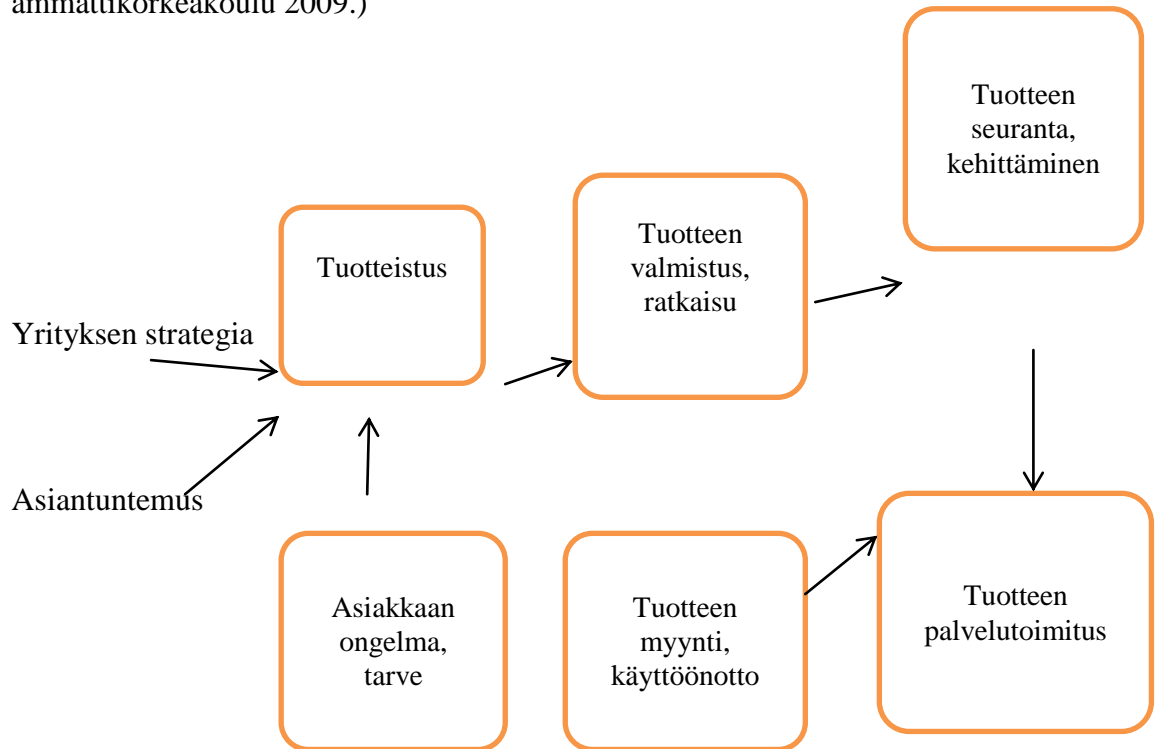 ammattikorkeakoulu 2009.)
Tuotteen
seuranta,
kehittäminen
Tuotteen
valmistus,
ratkaisu
Tuotteistus
Yrityksen strategia
Asiantuntemus
Asiakkaan
ongelma,
tarve
Tuotteen
myynti,
käyttöönotto
Tuotteen
palvelutoimitus